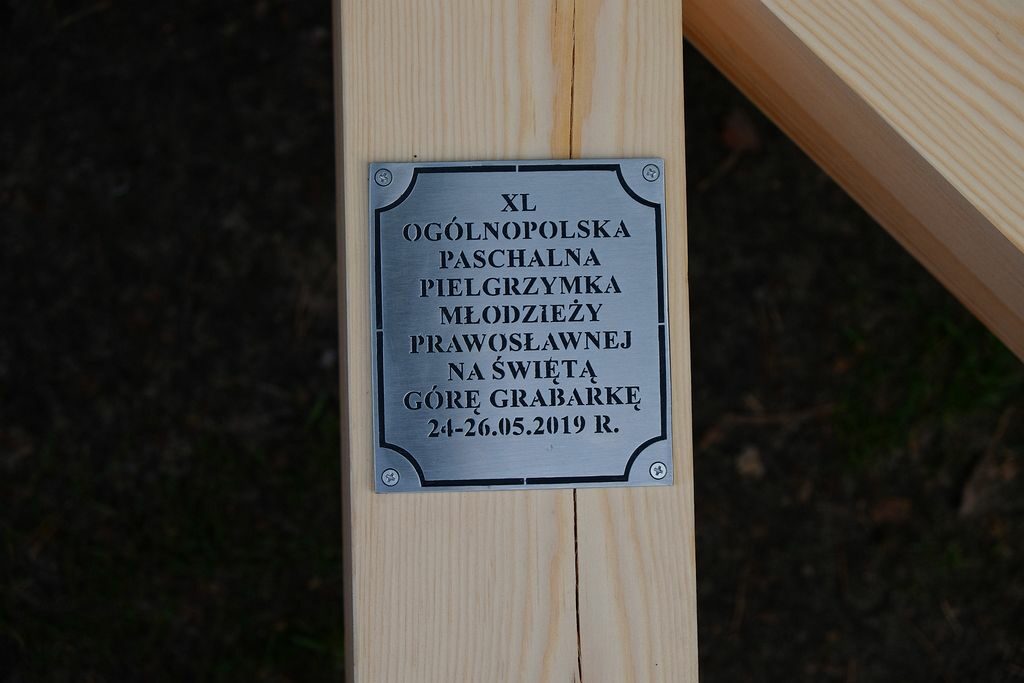 XL
OGÓLNOPOLSKA
PASCHALNA
PIELGRZYMKA
MŁODZIEŻY
PRAWOSŁAWNEJ
NA ŚWIĘTĄ
GÓRĘ GRABARKĘ
24-26.05.2019 R.